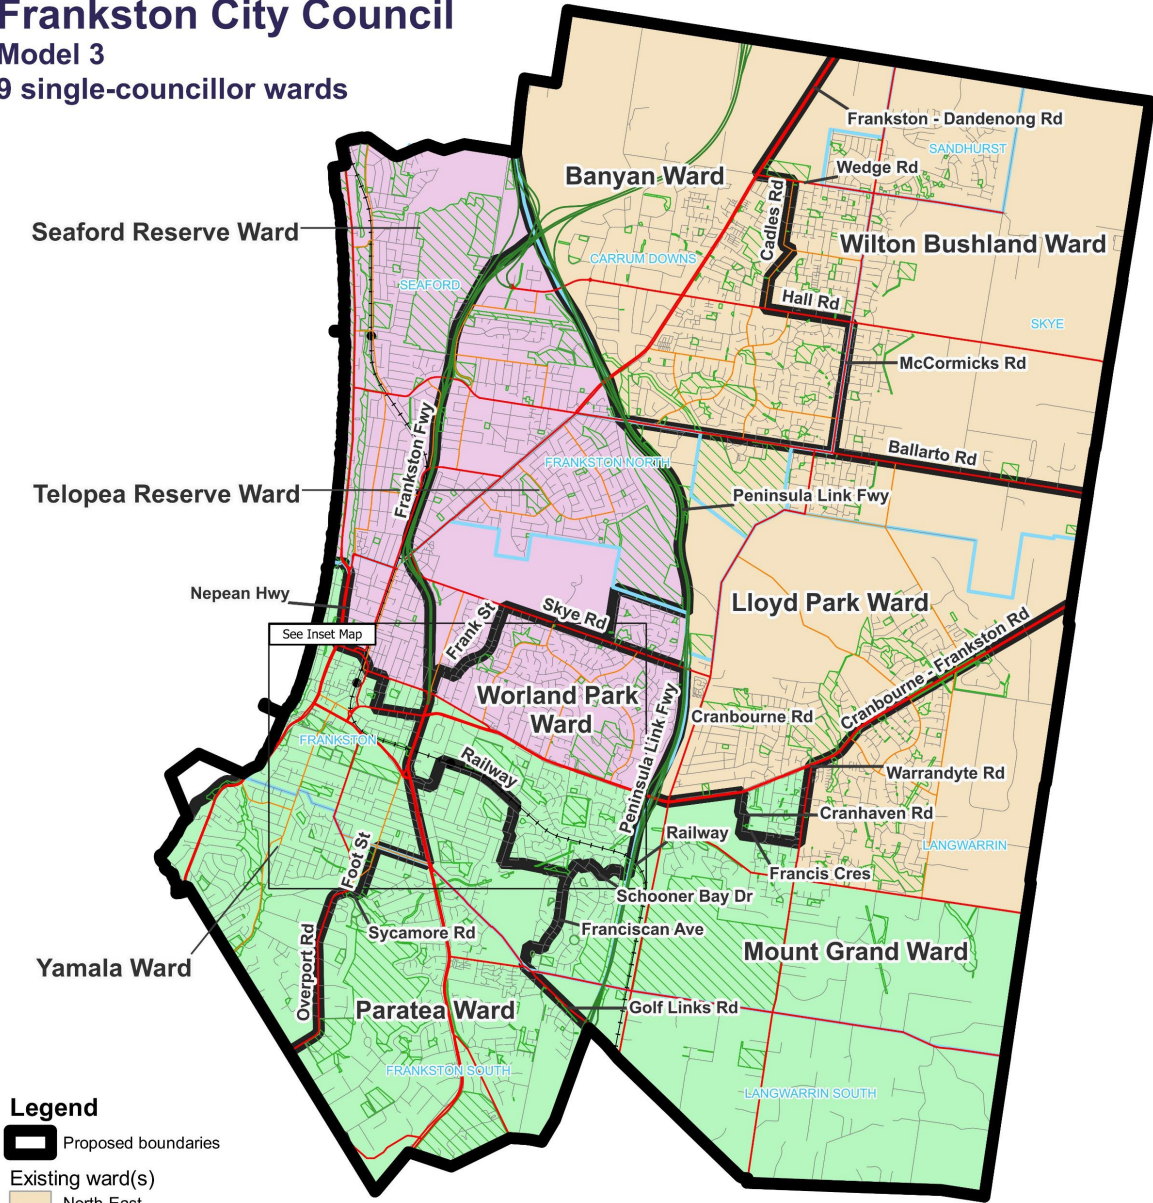 Frankston City Council
Model 3
9 single-councillor wards
Frankston - Dandenong Rd
SANDHURST
Wedge Rd
Banyan Ward
Cadles Rd
Seaford Reserve Ward
Wilton Bushland Ward
CARRUM DOWNS
SEAFORD
Hall Rd
SKYE
McCormicks Rd
Frankston Fwy
Ballarto Rd
FRANKSTON NORTH
Telopea Reserve Ward
Peninsula Link Fwy
Nepean Hwy
Lloyd Park Ward
See Inset Map
Frank St
Skye Rd
Cranbourne - Frankston Rd
Worland Park
Ward
Cranbourne Rd
FRANKSTON
Railway
Peninsula Link Fwy
Warrandyte Rd
Cranhaven Rd
Railway
LANGWARRIN
Foot St
Francis Cres
Schooner Bay Dr
Sycamore Rd
Franciscan Ave
Overport Rd
Mount Grand Ward
Yamala Ward
Paratea Ward
Golf Links Rd
FRANKSTON SOUTH
LANGWARRIN SOUTH
Legend
Proposed boundaries
Existing ward(s)
North East